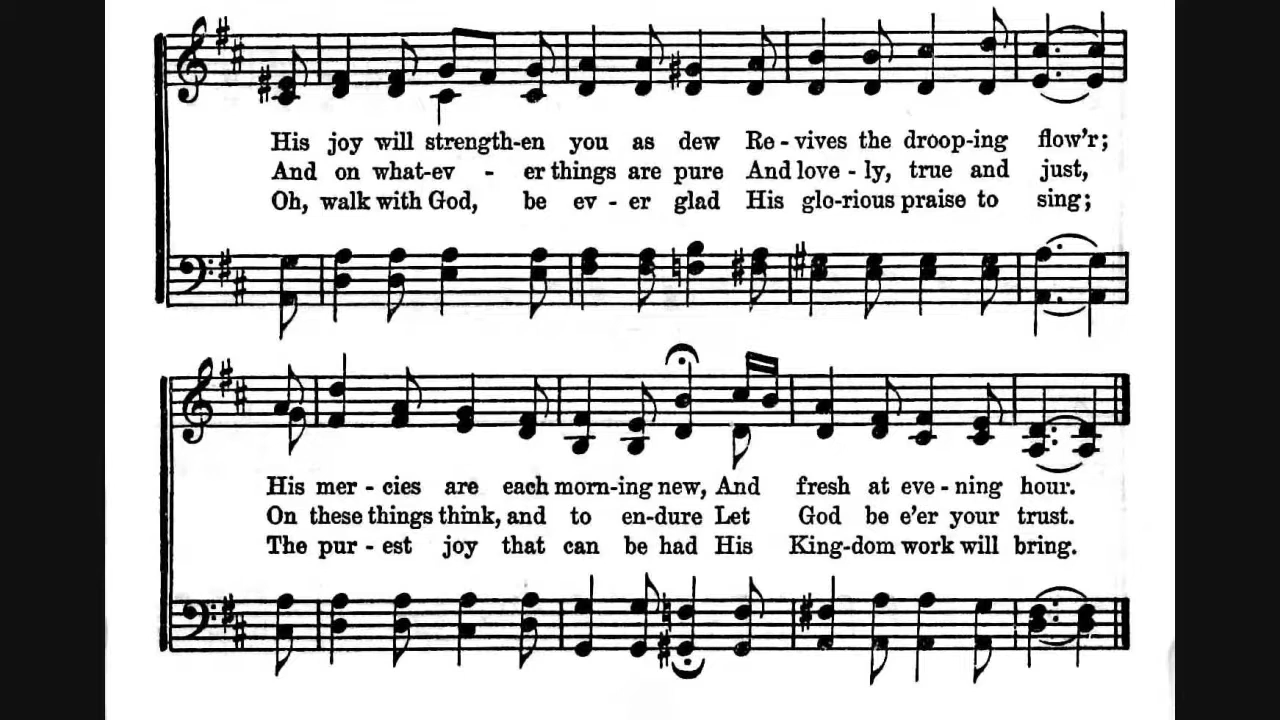 His joy will strength-en you as dew Re - vives the droop-ing flow'r;
And on what-ev - er things are pure And love - ly, true and just,
Oh, walk with God, be ev - er glad His glo-rious praise to sing;
His mer - cies are each morn-ing new, And fresh at eve - ning hour.
On these things think, and to en-dure Let God be e'er your trust.
The pur - est joy that can be had His King-dom work will bring.